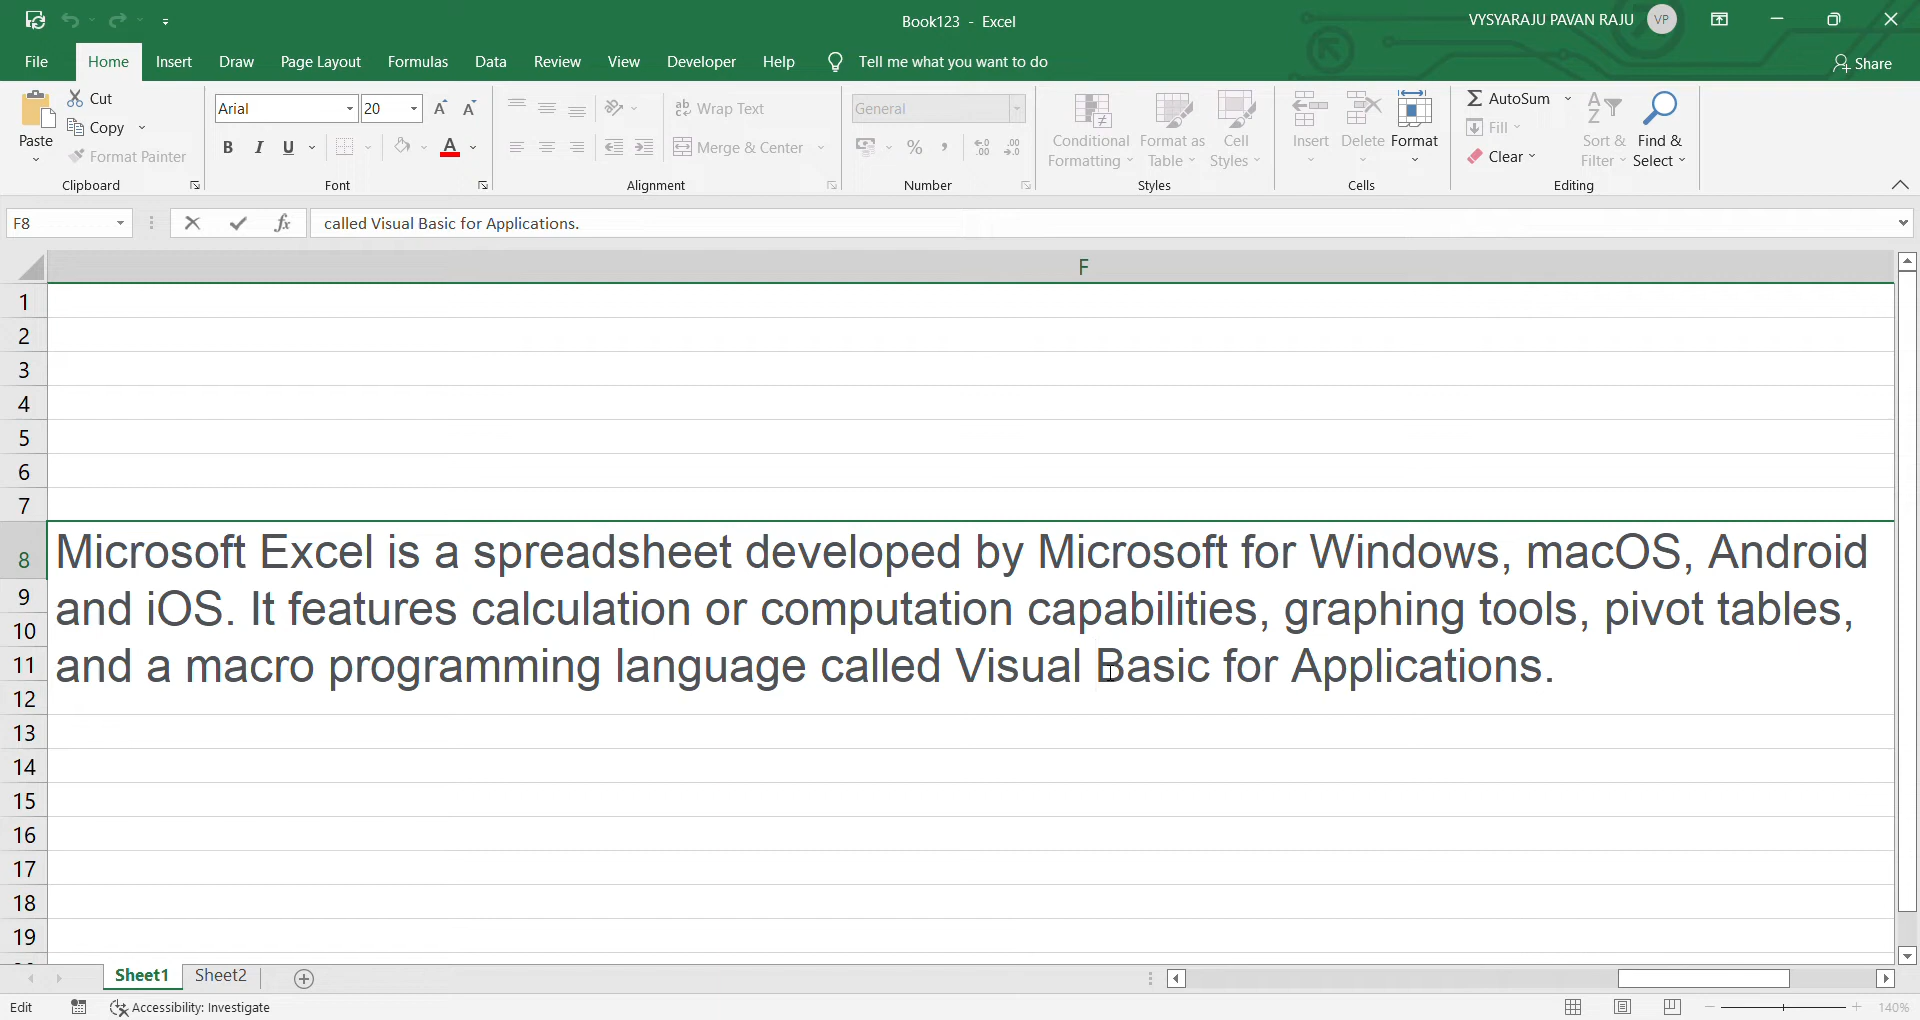 Book123 - Excel
VYSYARAJU PAVAN RAJU VP
File Home Insert Draw Page Layout Formulas Data Review View Developer Help Tell me what you want to do Share
Paste
Cut
Copy
Format Painter
Clipboard
Arial 20
B I U A
Font
Wrap Text
Merge & Center
Alignment
General
% ,
Number
Conditional Formatting
Format as Table
Cell Styles
Styles
Insert Delete Format
Cells
AutoSum
Fill
Clear
Sort & Filter
Find & Select
Editing
F8 fx called Visual Basic for Applications.
F
1
2
3
4
5
6
7
8 Microsoft Excel is a spreadsheet developed by Microsoft for Windows, macOS, Android
9 and iOS. It features calculation or computation capabilities, graphing tools, pivot tables,
10
11 and a macro programming language called Visual Basic for Applications.
12
13
14
15
16
17
18
19
Sheet1 Sheet2
Edit Accessibility: Investigate 140%